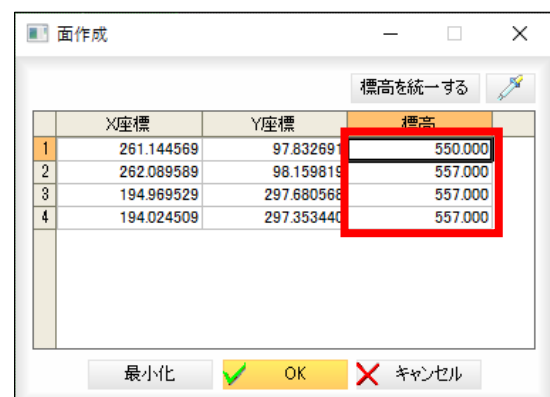 面作成
標高を統一する
X座標 Y座標 標高
1 261.144569 97.832691 550.000
2 262.089589 98.159819 557.000
3 194.969529 297.680568 557.000
4 194.024509 297.353440 557.000
最小化 OK キャンセル